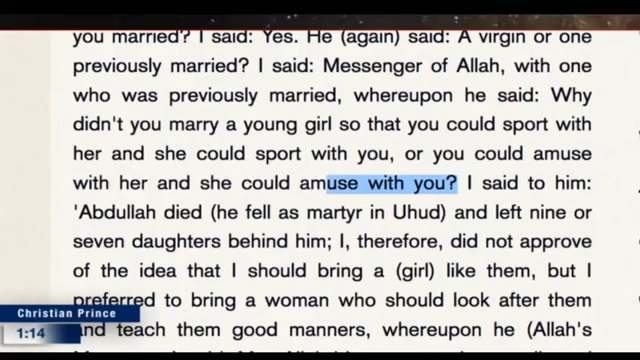 you married? I said: Yes. He (again) said: A virgin or one
previously married? I said: Messenger of Allah, with one
who was previously married, whereupon he said: Why
didn't you marry a young girl so that you could sport with
her and she could sport with you, or you could amuse
with her and she could amuse with you? I said to him:
'Abdullah died (he fell as martyr in Uhud) and left nine or
seven daughters behind him; I, therefore, did not approve
of the idea that I should bring a (girl) like them, but I
preferred to bring a woman who should look after them
and teach them good manners, whereupon he (Allah's
Christian Prince
1:14